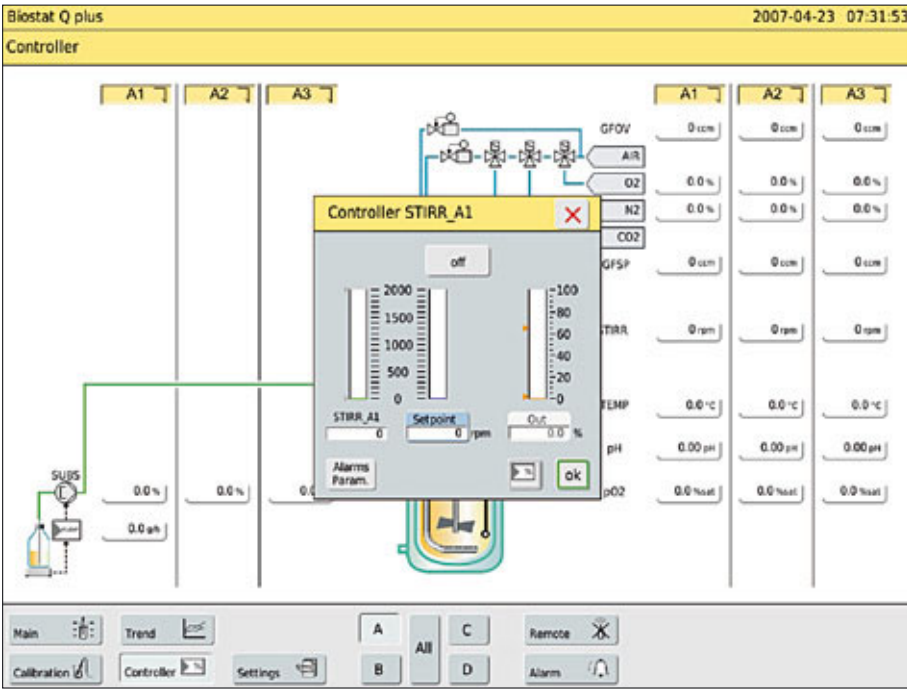 Biostat Q plus 2007-04-23 07:31:53
Controller
A1 A2 A3 A1 A2 A3
GFOV 0 ccm 0 ccm 0 ccm
AIR
O2 0.0 % 0.0 % 0.0 %
N2 0.0 % 0.0 % 0.0 %
CO2
GFSP 0 ccm 0 ccm 0 ccm
TIRR 0 rpm 0 rpm 0 rpm
TEMP 0.0 °C 0.0 °C 0.0 °C
pH 0.00 pH 0.00 pH 0.00 pH
pO2 0.0 %sat 0.0 %sat 0.0 %sat
Controller STIRR_A1
off
2000 100
1500 80
1000 60
500 40
0 20
0
STIRR_A1 Setpoint Out
0 0 rpm 0.0 %
Alarms
Param.
ok
SUBS
0.0 % 0.0 % 0.
0.0 g/h
Main Trend A All C Remote
Calibration Controller Settings B D Alarm